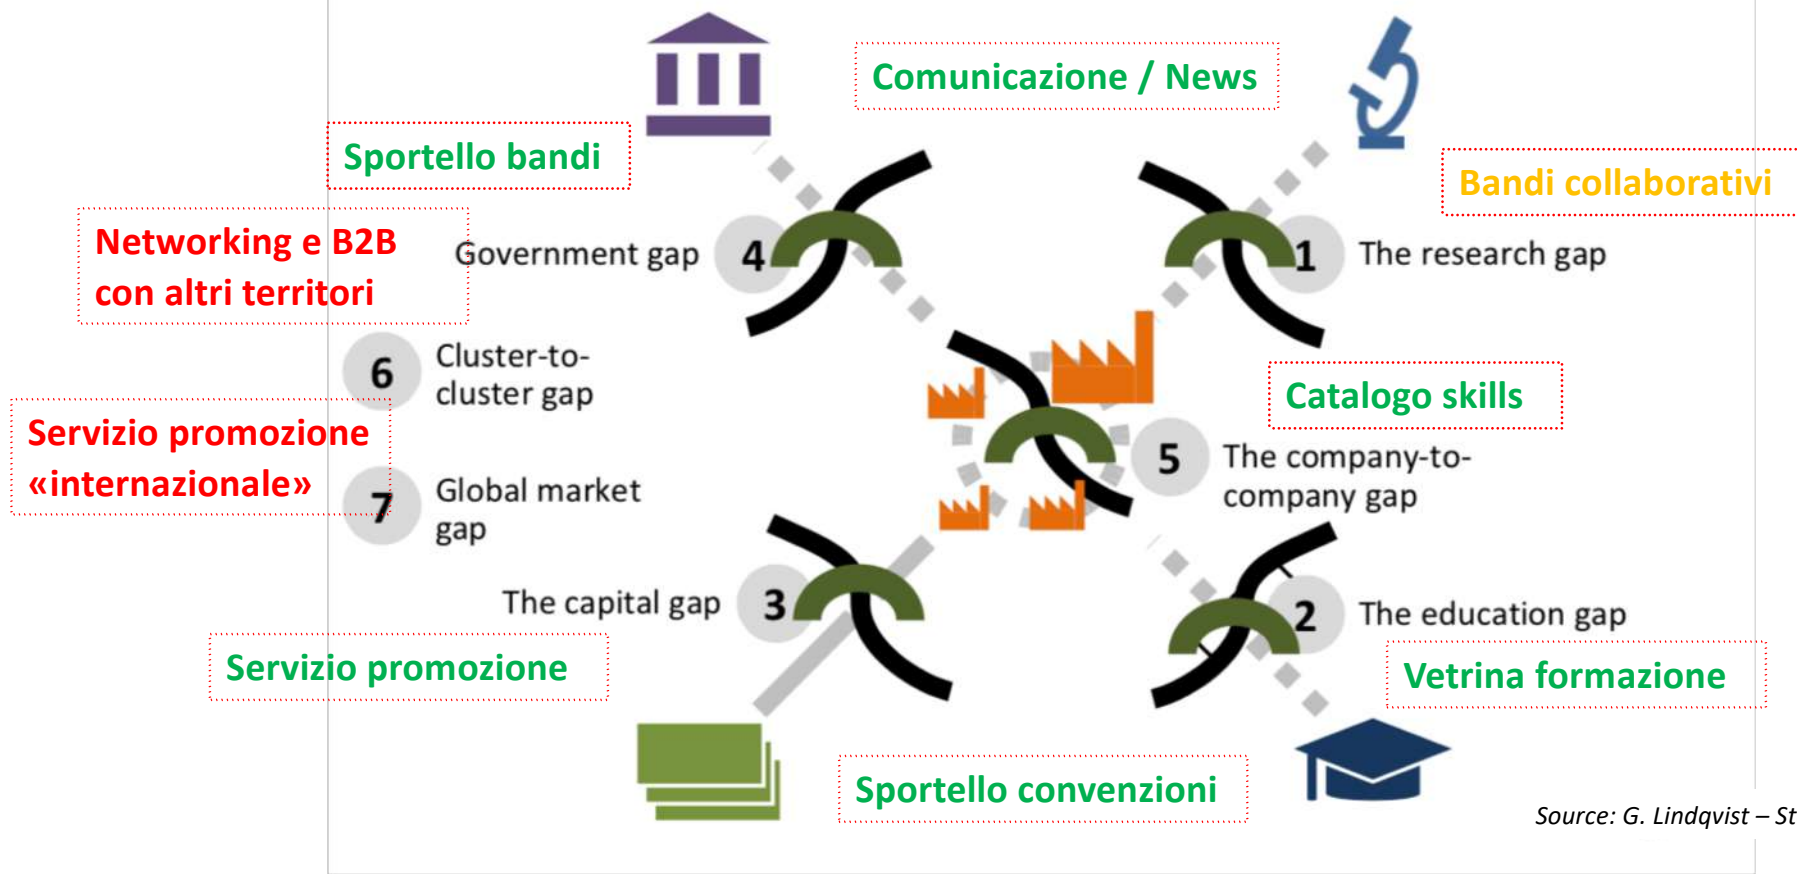 Comunicazione / News
Sportello bandi
Bandi collaborativi
Networking e B2B
con altri territori
Government gap
4
1
The research gap
6
Cluster-to-
cluster gap
Catalogo skills
Servizio promozione
«internazionale»
5
The company-to-
company gap
7
Global market
gap
The capital gap
3
2
The education gap
Servizio promozione
Vetrina formazione
Sportello convenzioni
Source: G. Lindqvist – St